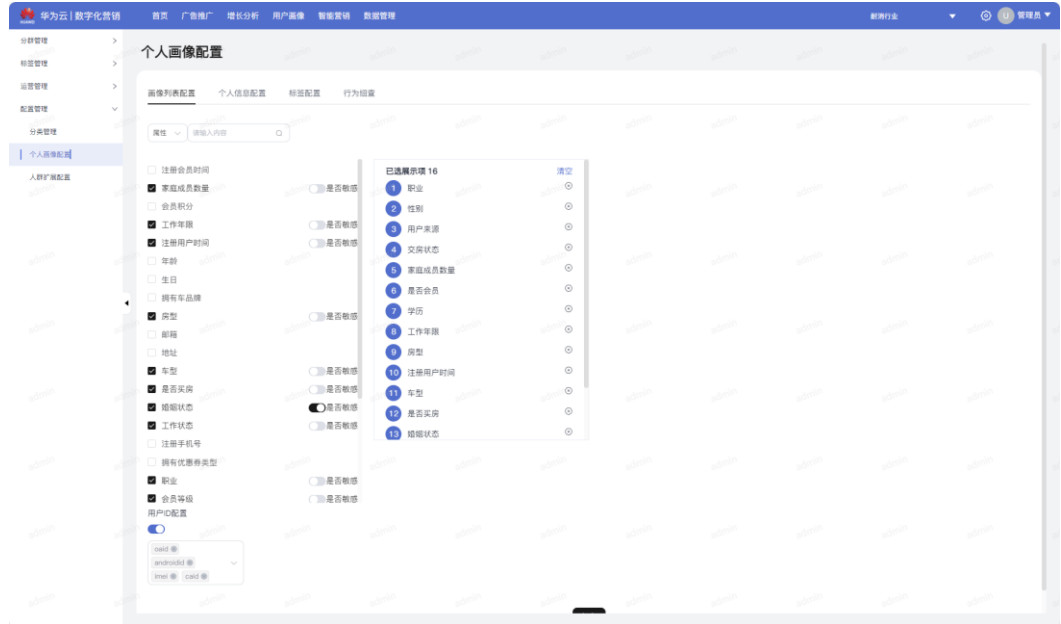 华为云 | 数字化营销 首页 广告推广 增长分析 用户画像 智能营销 数据管理 耐消行业 U 管理员
分群管理
标签管理
运营管理
配置管理
分类管理
个人画像配置
人群扩展配置
个人画像配置
画像列表配置 个人信息配置 标签配置 行为细查
属性 请输入内容
注册会员时间
家庭成员数量 是否敏感
会员积分
工作年限 是否敏感
注册用户时间 是否敏感
年龄
生日
拥有车品牌
房型 是否敏感
邮箱
地址
车型 是否敏感
是否买房 是否敏感
婚姻状态 是否敏感
工作状态 是否敏感
注册手机号
拥有优惠券类型
职业 是否敏感
会员等级 是否敏感
已选展示项 16 清空
1 职业
2 性别
3 用户来源
4 交房状态
5 家庭成员数量
6 是否会员
7 学历
8 工作年限
9 房型
10 注册用户时间
11 车型
12 是否买房
13 婚姻状态
用户ID配置
oaid
androidid
imei caid
admin